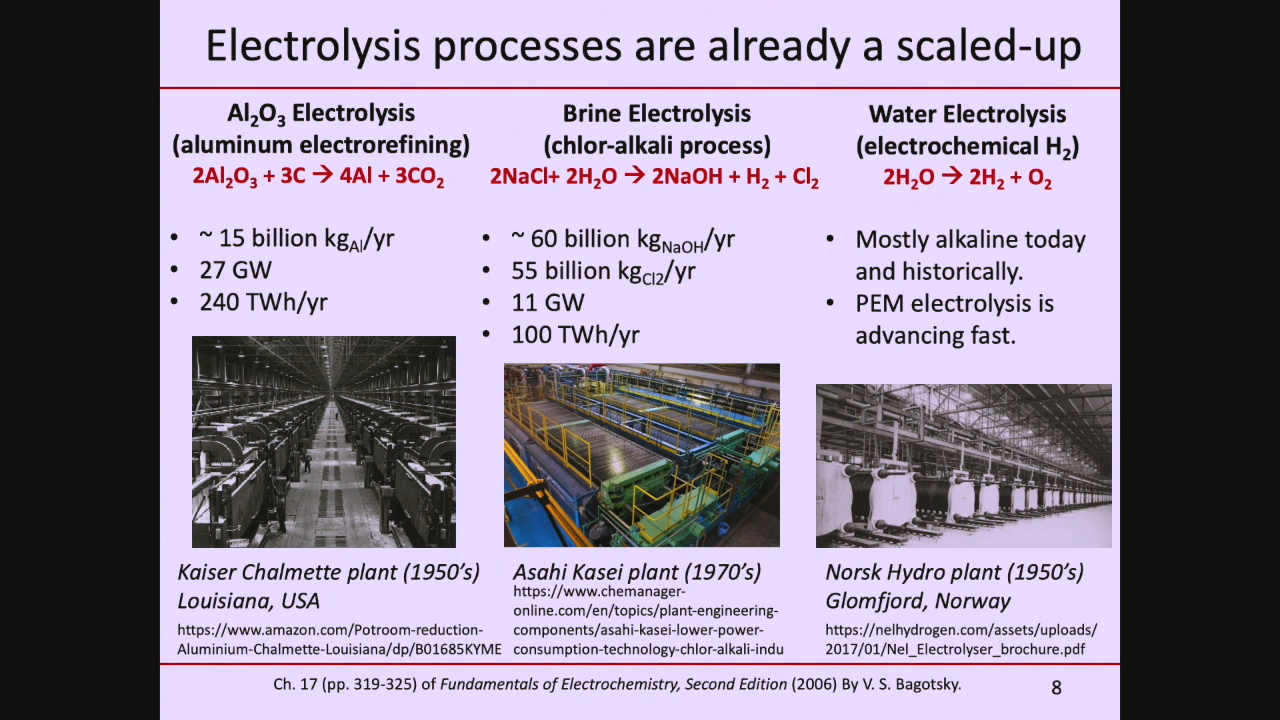 Electrolysis processes are already a scaled-up
Al₂O₃ Electrolysis
(aluminum electrorefining)
2Al₂O₃ + 3C → 4Al + 3CO₂
• ~ 15 billion kg_Al/yr
• 27 GW
• 240 TWh/yr
Kaiser Chalmette plant (1950's)
Louisiana, USA
https://www.amazon.com/Potroom-reduction-
Aluminium-Chalmette-Louisiana/dp/B01685KYME
Brine Electrolysis
(chlor-alkali process)
2NaCl+ 2H₂O → 2NaOH + H₂ + Cl₂
• ~ 60 billion kg_NaOH/yr
• 55 billion kg_Cl2/yr
• 11 GW
• 100 TWh/yr
Asahi Kasei plant (1970's)
https://www.chemanager-
online.com/en/topics/plant-engineering-
components/asahi-kasei-lower-power-
consumption-technology-chlor-alkali-indu
Water Electrolysis
(electrochemical H₂)
2H₂O → 2H₂ + O₂
• Mostly alkaline today
and historically.
• PEM electrolysis is
advancing fast.
Norsk Hydro plant (1950's)
Glomfjord, Norway
https://nelhydrogen.com/assets/uploads/
2017/01/Nel_Electrolyser_brochure.pdf
Ch. 17 (pp. 319-325) of Fundamentals of Electrochemistry, Second Edition (2006) By V. S. Bagotsky.
8